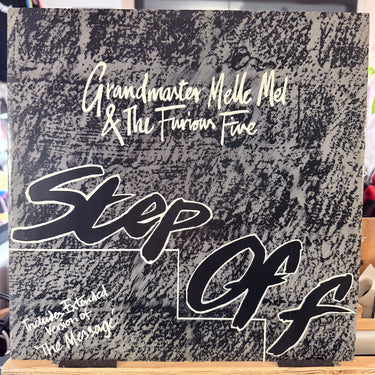 Grandmaster Melle Mel
& The Furious Five
Step
Off
Includes Extended
Version of
'The Message'